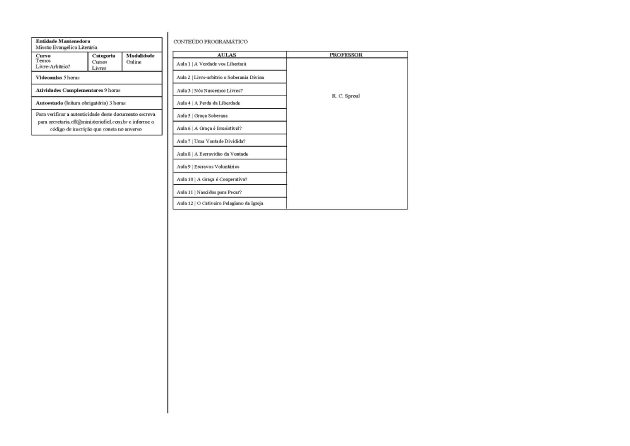 Entidade Mantenedora
Missão Evangélica Literária
Curso
Temos
Livre-Arbítrio?
Categoria
Cursos
Livres
Modalidade
Online
Videoaulas 5 horas
Atividades Complementares 9 horas
Autoestudo (leitura obrigatória) 3 horas
Para verificar a autenticidade deste documento escreva
para secretaria.cfl@ministeriofiel.com.br e informe o
código de inscrição que consta no anverso
CONTEÚDO PROGRAMÁTICO
AULAS
PROFESSOR
Aula 1 | A Verdade vos Libertará
Aula 2 | Livre-arbítrio e Soberania Divina
Aula 3 | Nós Nascemos Livres?
R. C. Sproul
Aula 4 | A Perda da Liberdade
Aula 5 | Graça Soberana
Aula 6 | A Graça é Irresistível?
Aula 7 | Uma Vontade Dividida?
Aula 8 | A Escravidão da Vontade
Aula 9 | Escravos Voluntários
Aula 10 | A Graça é Cooperativa?
Aula 11 | Nascidos para Pecar?
Aula 12 | O Cativeiro Pelagiano da Igreja